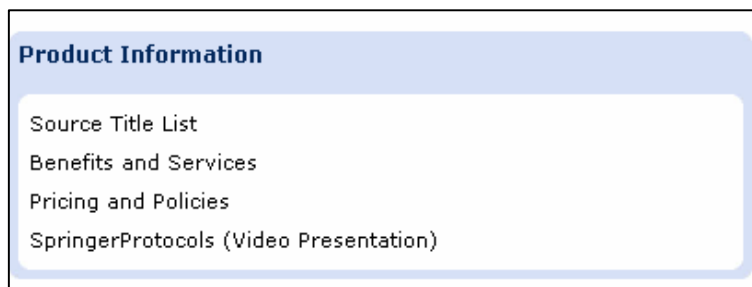 Product Information
Source Title List
Benefits and Services
Pricing and Policies
SpringerProtocols (Video Presentation)